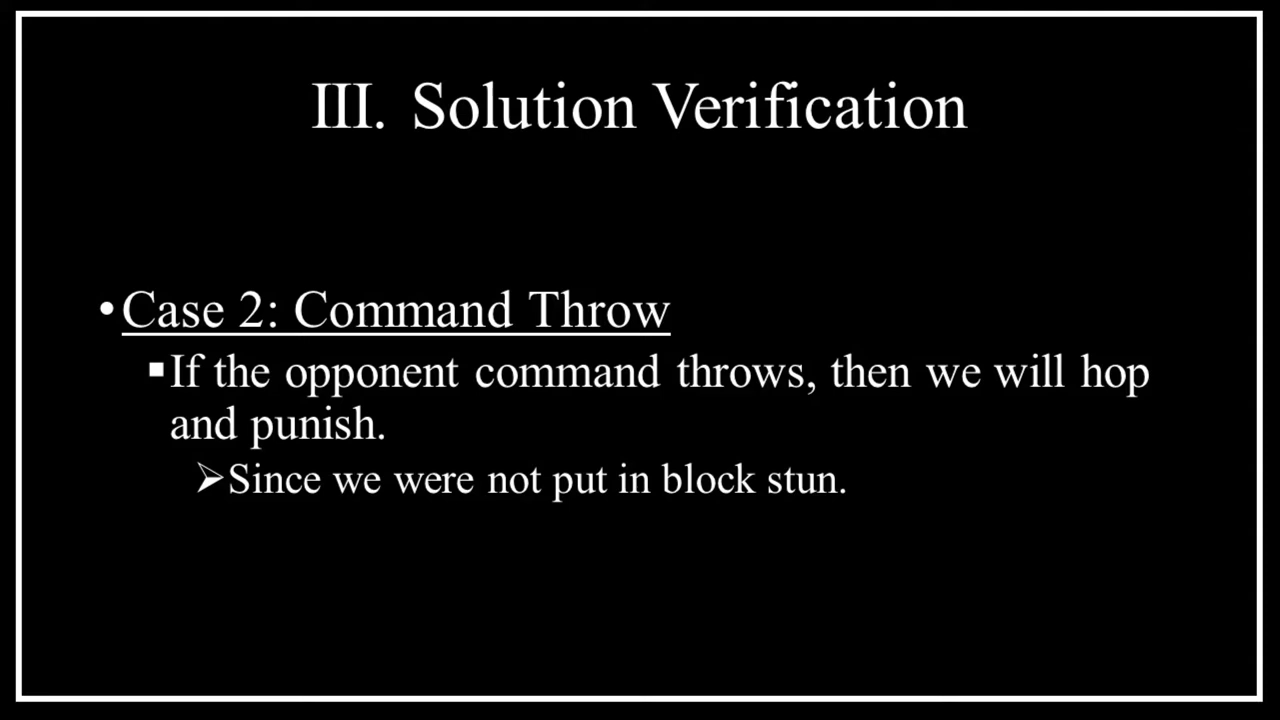 III. Solution Verification
•Case 2: Command Throw
▪If the opponent command throws, then we will hop
and punish.
➢Since we were not put in block stun.